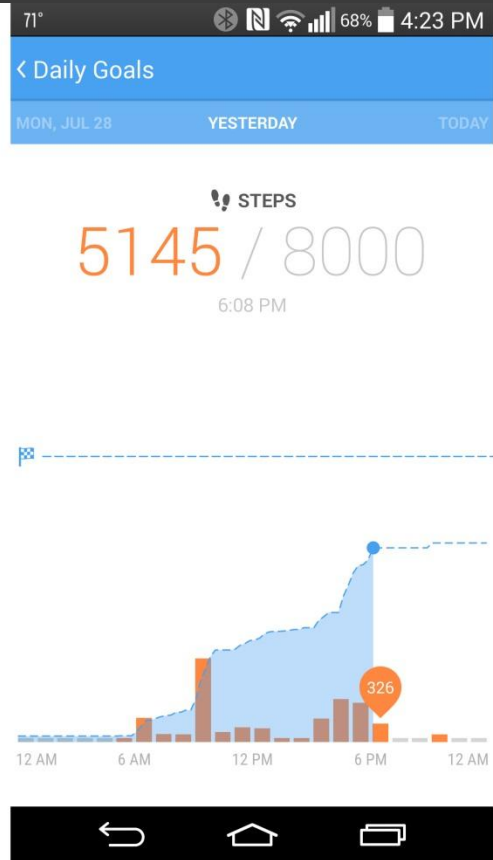 71° 68% 4:23 PM
< Daily Goals
MON, JUL 28 YESTERDAY TODAY
STEPS
5145 / 8000
6:08 PM
326
12 AM 6 AM 12 PM 6 PM 12 AM